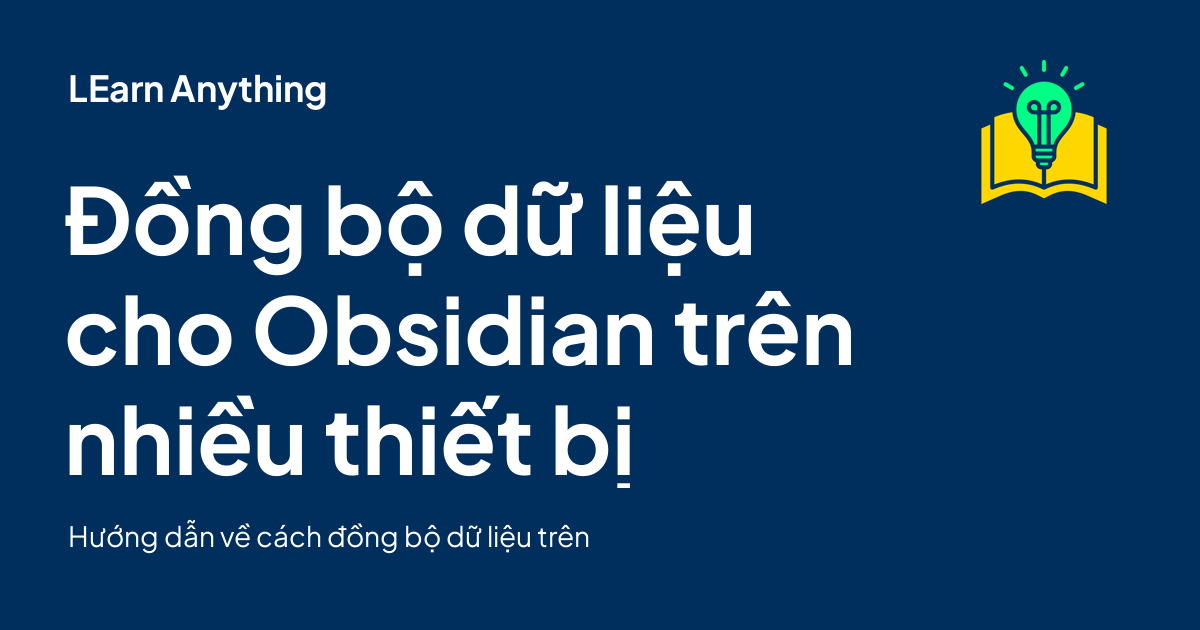 LEarn Anything
Đồng bộ dữ liệu
cho Obsidian trên
nhiều thiết bị
Hướng dẫn về cách đồng bộ dữ liệu trên